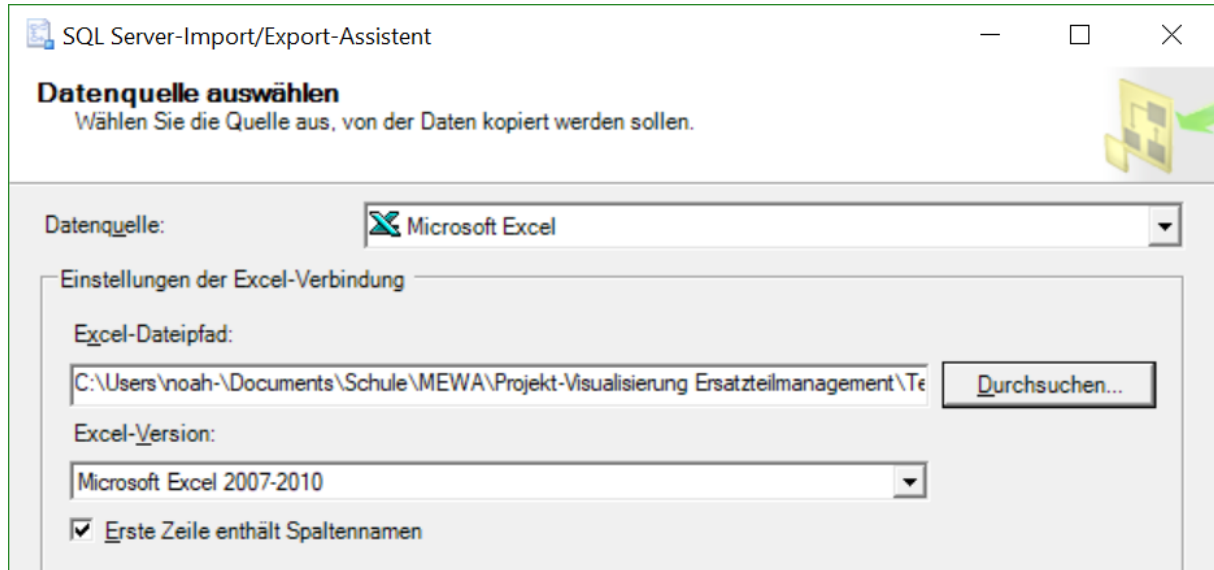 SQL Server-Import/Export-Assistent
Datenquelle auswählen
Wählen Sie die Quelle aus, von der Daten kopiert werden sollen.
Datenquelle: Microsoft Excel
Einstellungen der Excel-Verbindung
Excel-Dateipfad:
C:\Users\noah-\Documents\Schule\MEWA\Projekt-Visualisierung Ersatzteilmanagement\Te Durchsuchen...
Excel-Version:
Microsoft Excel 2007-2010
Erste Zeile enthält Spaltennamen